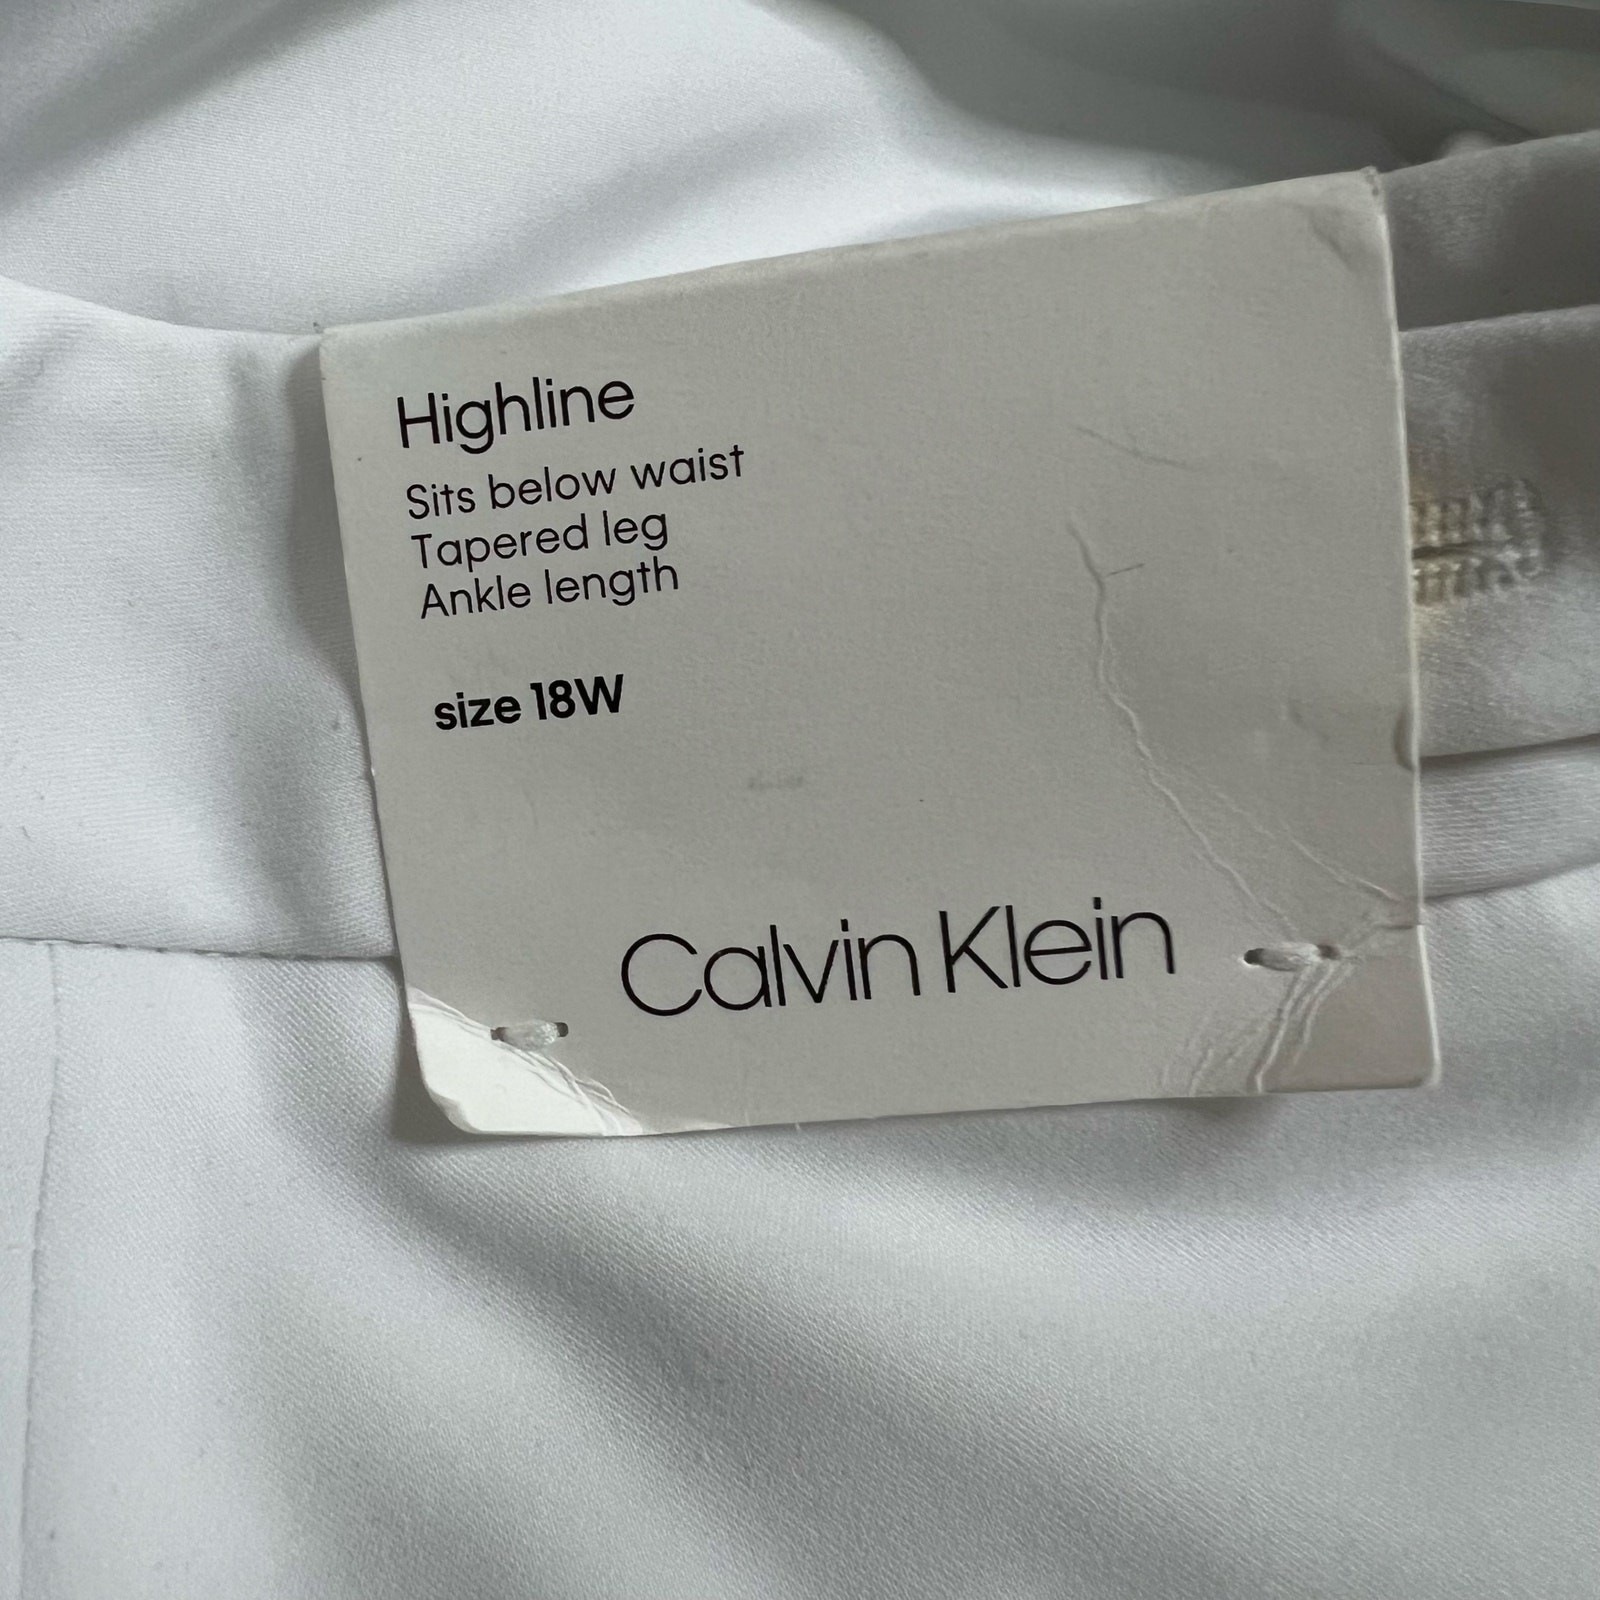 Highline
Sits below waist
Tapered leg
Ankle length
size 18W
Calvin Klein